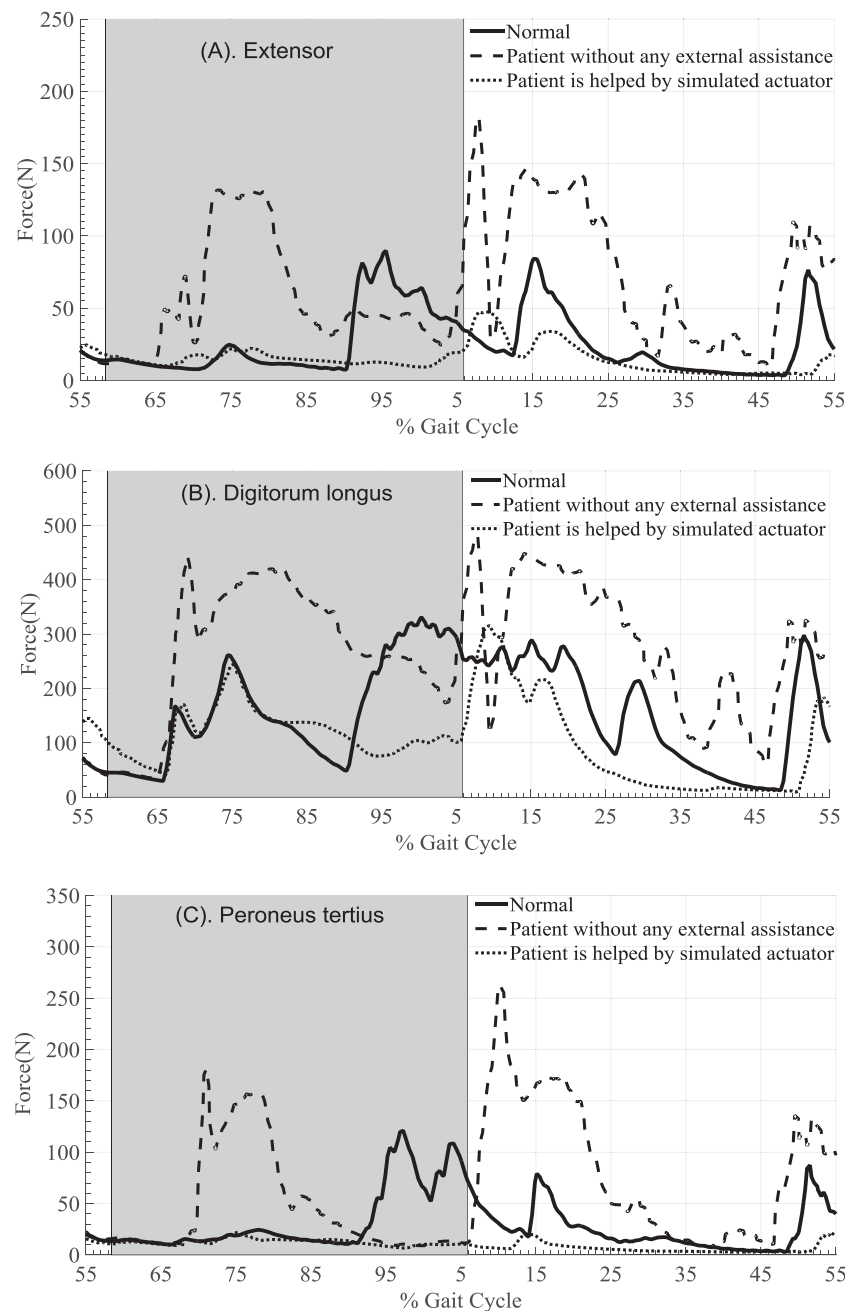 250
200
150
100
50
0
Force(N)
(A). Extensor
Normal
Patient without any external assistance
Patient is helped by simulated actuator
55 65 75 85 95 5 15 25 35 45 55
% Gait Cycle
600
500
400
300
200
100
0
Force(N)
(B). Digitorum longus
Normal
Patient without any external assistance
Patient is helped by simulated actuator
55 65 75 85 95 5 15 25 35 45 55
% Gait Cycle
350
300
250
200
150
100
50
0
Force(N)
(C). Peroneus tertius
Normal
Patient without any external assistance
Patient is helped by simulated actuator
55 65 75 85 95 5 15 25 35 45 55
% Gait Cycle